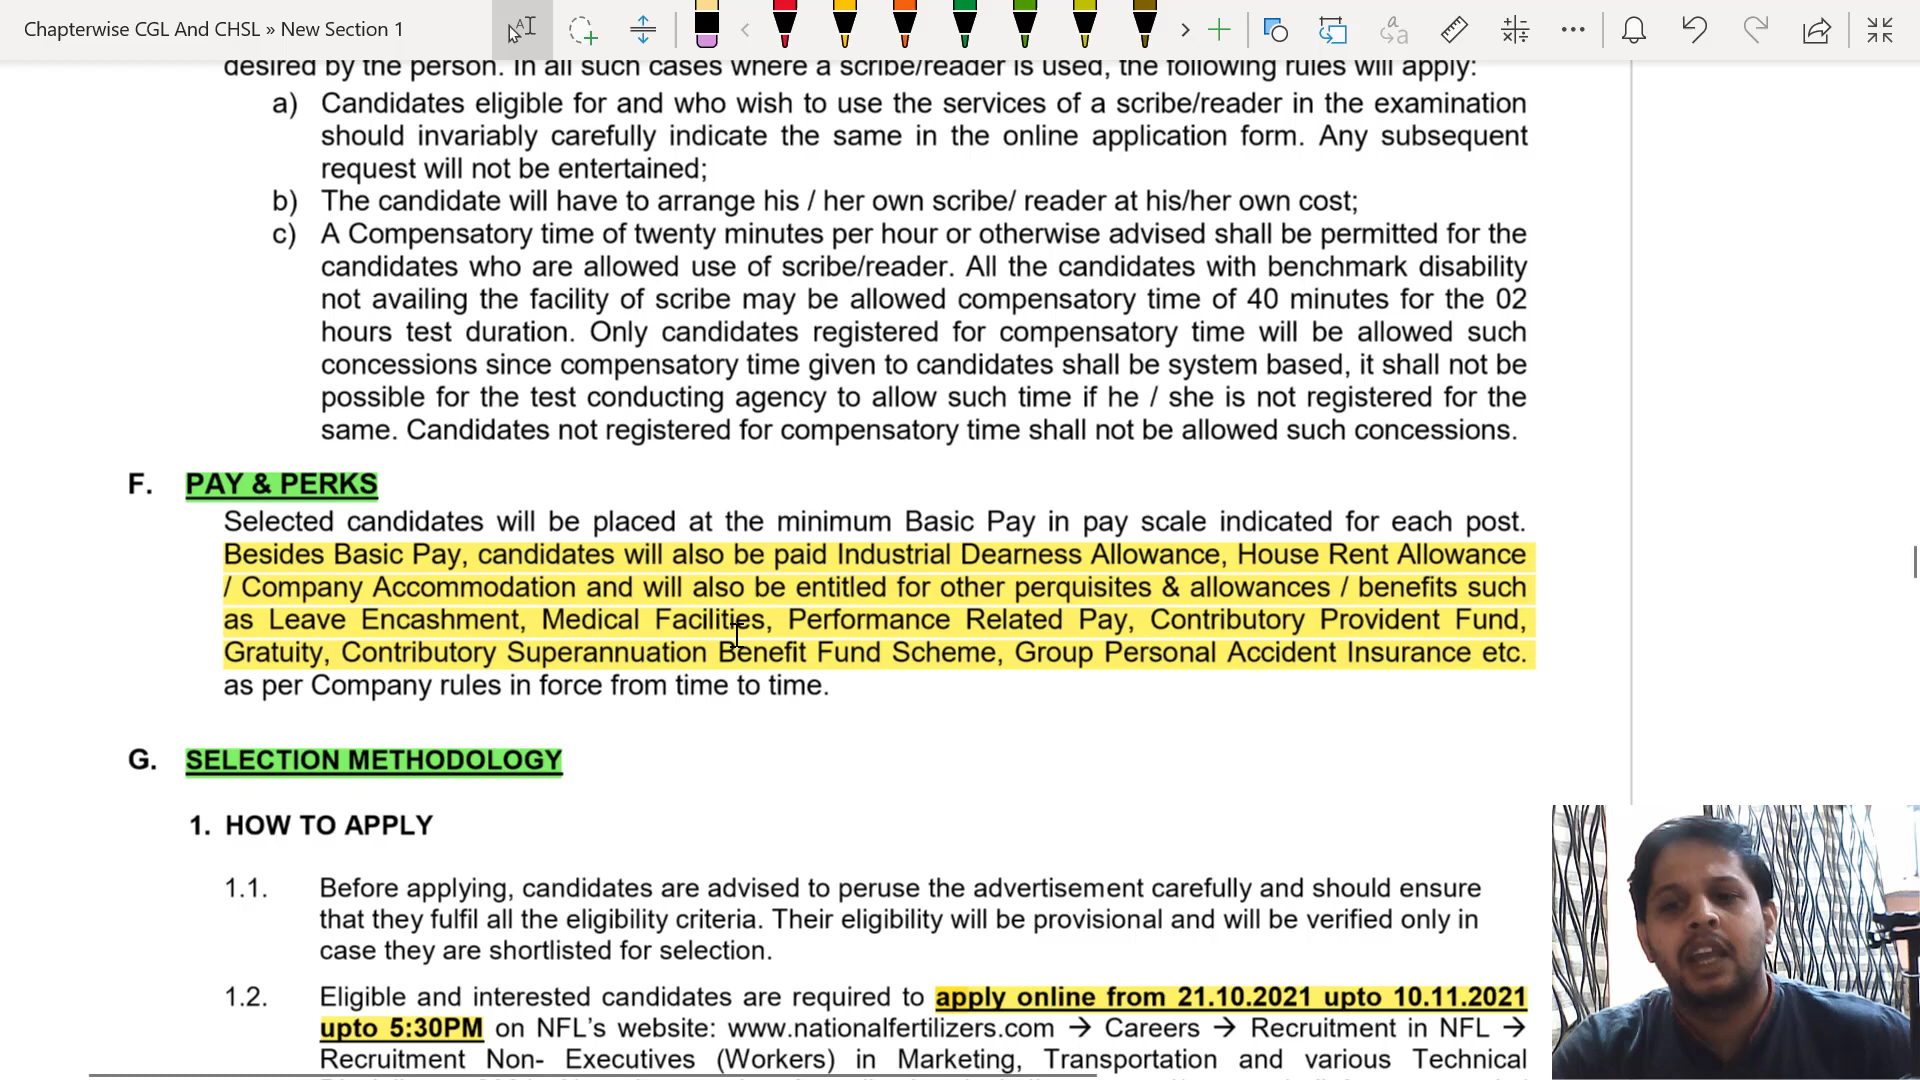 Chapterwise CGL And CHSL » New Section 1
desired by the person. In all such cases where a scribe/reader is used, the following rules will apply:
a) Candidates eligible for and who wish to use the services of a scribe/reader in the examination
should invariably carefully indicate the same in the online application form. Any subsequent
request will not be entertained;
b) The candidate will have to arrange his / her own scribe/ reader at his/her own cost;
c) A Compensatory time of twenty minutes per hour or otherwise advised shall be permitted for the
candidates who are allowed use of scribe/reader. All the candidates with benchmark disability
not availing the facility of scribe may be allowed compensatory time of 40 minutes for the 02
hours test duration. Only candidates registered for compensatory time will be allowed such
concessions since compensatory time given to candidates shall be system based, it shall not be
possible for the test conducting agency to allow such time if he / she is not registered for the
same. Candidates not registered for compensatory time shall not be allowed such concessions.
F. PAY & PERKS
Selected candidates will be placed at the minimum Basic Pay in pay scale indicated for each post.
Besides Basic Pay, candidates will also be paid Industrial Dearness Allowance, House Rent Allowance
/ Company Accommodation and will also be entitled for other perquisites & allowances / benefits such
as Leave Encashment, Medical Facilities, Performance Related Pay, Contributory Provident Fund,
Gratuity, Contributory Superannuation Benefit Fund Scheme, Group Personal Accident Insurance etc.
as per Company rules in force from time to time.
G. SELECTION METHODOLOGY
1. HOW TO APPLY
1.1. Before applying, candidates are advised to peruse the advertisement carefully and should ensure
that they fulfil all the eligibility criteria. Their eligibility will be provisional and will be verified only in
case they are shortlisted for selection.
1.2. Eligible and interested candidates are required to apply online from 21.10.2021 upto 10.11.2021
upto 5:30PM on NFL's website: www.nationalfertilizers.com → Careers → Recruitment in NFL →
Recruitment Non- Executives (Workers) in Marketing, Transportation and various Technical